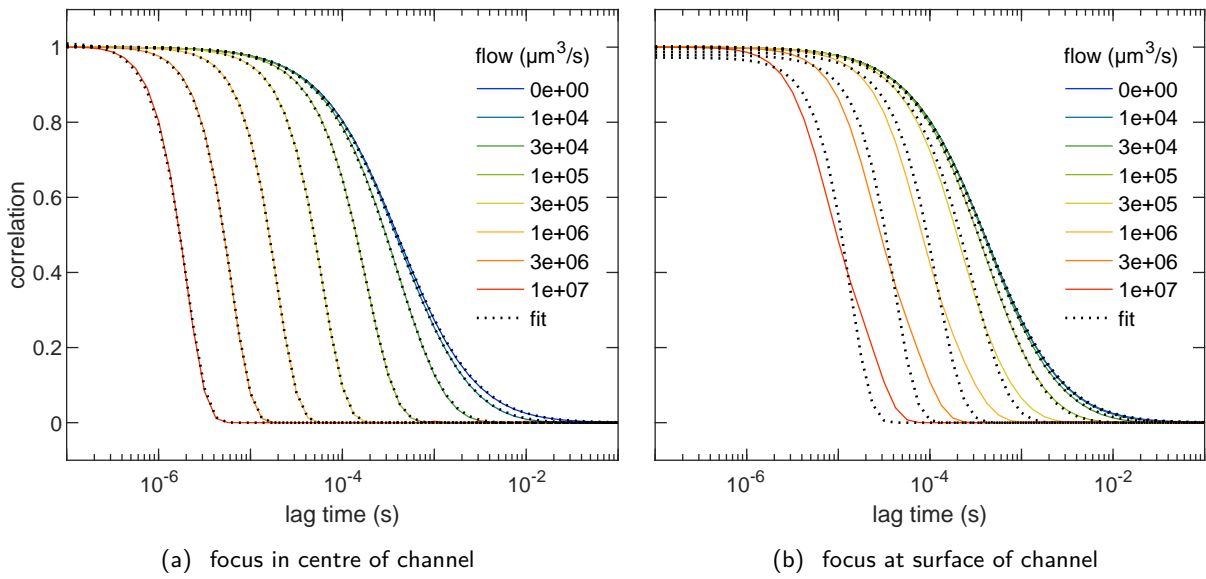 flow (µm³/s)
0e+00
1e+04
3e+04
1e+05
3e+05
1e+06
3e+06
1e+07
fit
1
0.8
0.6
0.4
0.2
0
correlation
10⁻⁶
10⁻⁴
10⁻²
lag time (s)
(a) focus in centre of channel
flow (µm³/s)
0e+00
1e+04
3e+04
1e+05
3e+05
1e+06
3e+06
1e+07
fit
10⁻⁶
10⁻⁴
10⁻²
lag time (s)
(b) focus at surface of channel